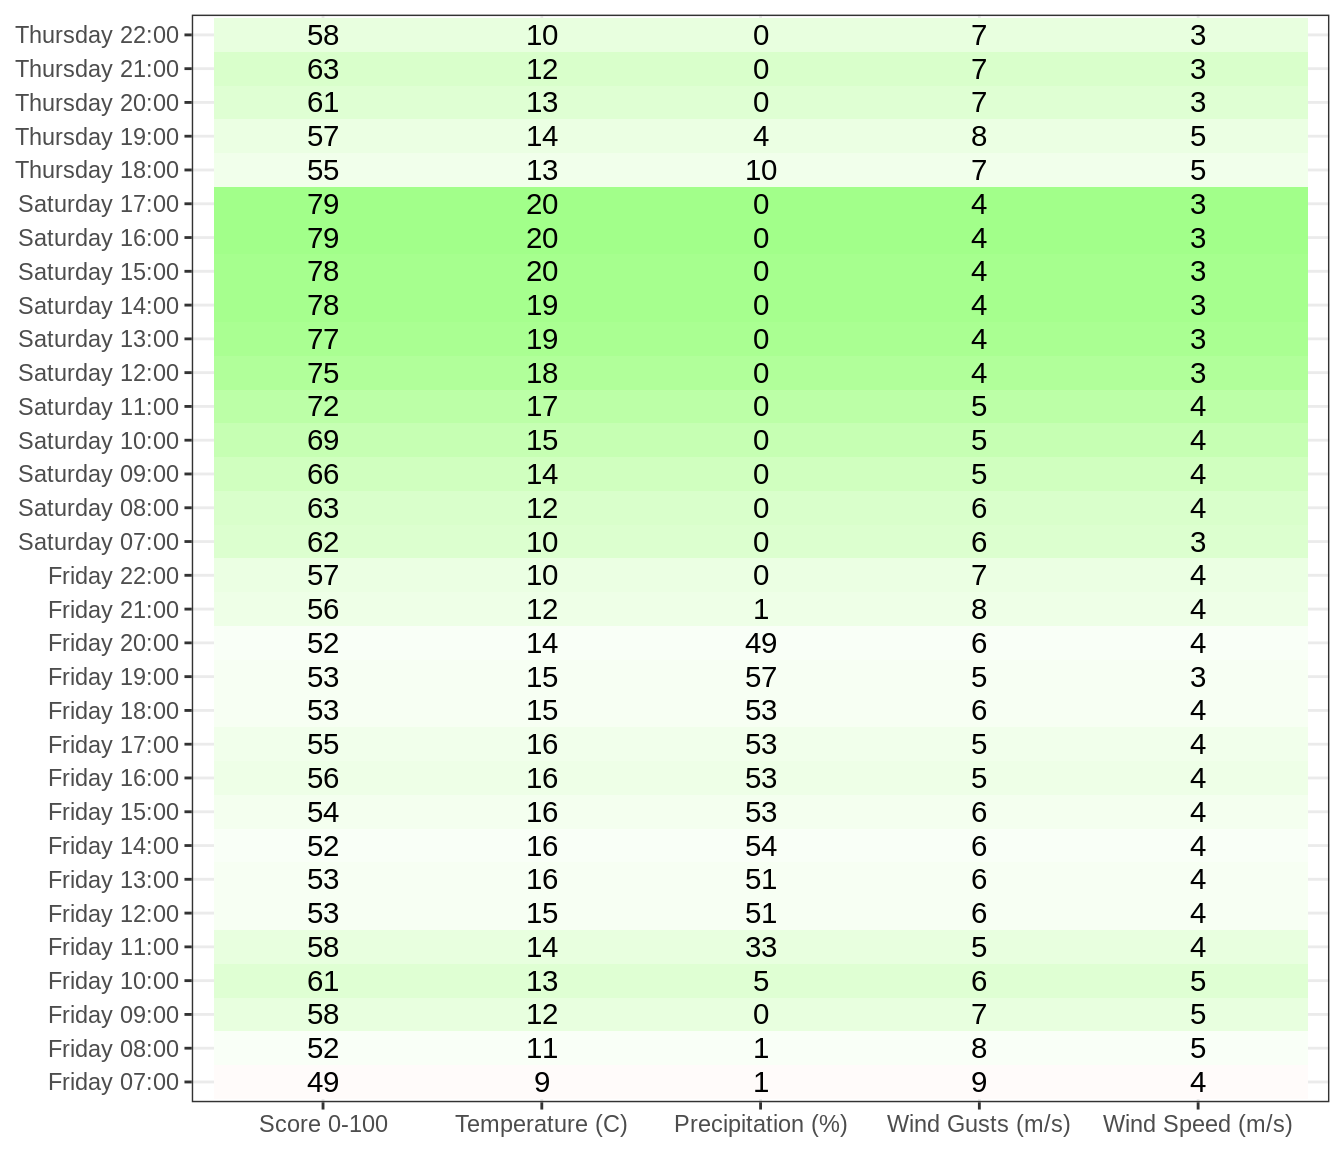 Thursday 22:00 58 10 0 7 3
Thursday 21:00 63 12 0 7 3
Thursday 20:00 61 13 0 7 3
Thursday 19:00 57 14 4 8 5
Thursday 18:00 55 13 10 7 5
Saturday 17:00 79 20 0 4 3
Saturday 16:00 79 20 0 4 3
Saturday 15:00 78 20 0 4 3
Saturday 14:00 78 19 0 4 3
Saturday 13:00 77 19 0 4 3
Saturday 12:00 75 18 0 4 3
Saturday 11:00 72 17 0 5 4
Saturday 10:00 69 15 0 5 4
Saturday 09:00 66 14 0 5 4
Saturday 08:00 63 12 0 6 4
Saturday 07:00 62 10 0 6 3
Friday 22:00 57 10 0 7 4
Friday 21:00 56 12 1 8 4
Friday 20:00 52 14 49 6 4
Friday 19:00 53 15 57 5 3
Friday 18:00 53 15 53 6 4
Friday 17:00 55 16 53 5 4
Friday 16:00 56 16 53 5 4
Friday 15:00 54 16 53 6 4
Friday 14:00 52 16 54 6 4
Friday 13:00 53 16 51 6 4
Friday 12:00 53 15 51 6 4
Friday 11:00 58 14 33 5 4
Friday 10:00 61 13 5 6 5
Friday 09:00 58 12 0 7 5
Friday 08:00 52 11 1 8 5
Friday 07:00 49 9 1 9 4
Score 0-100 Temperature (C) Precipitation (%) Wind Gusts (m/s) Wind Speed (m/s)